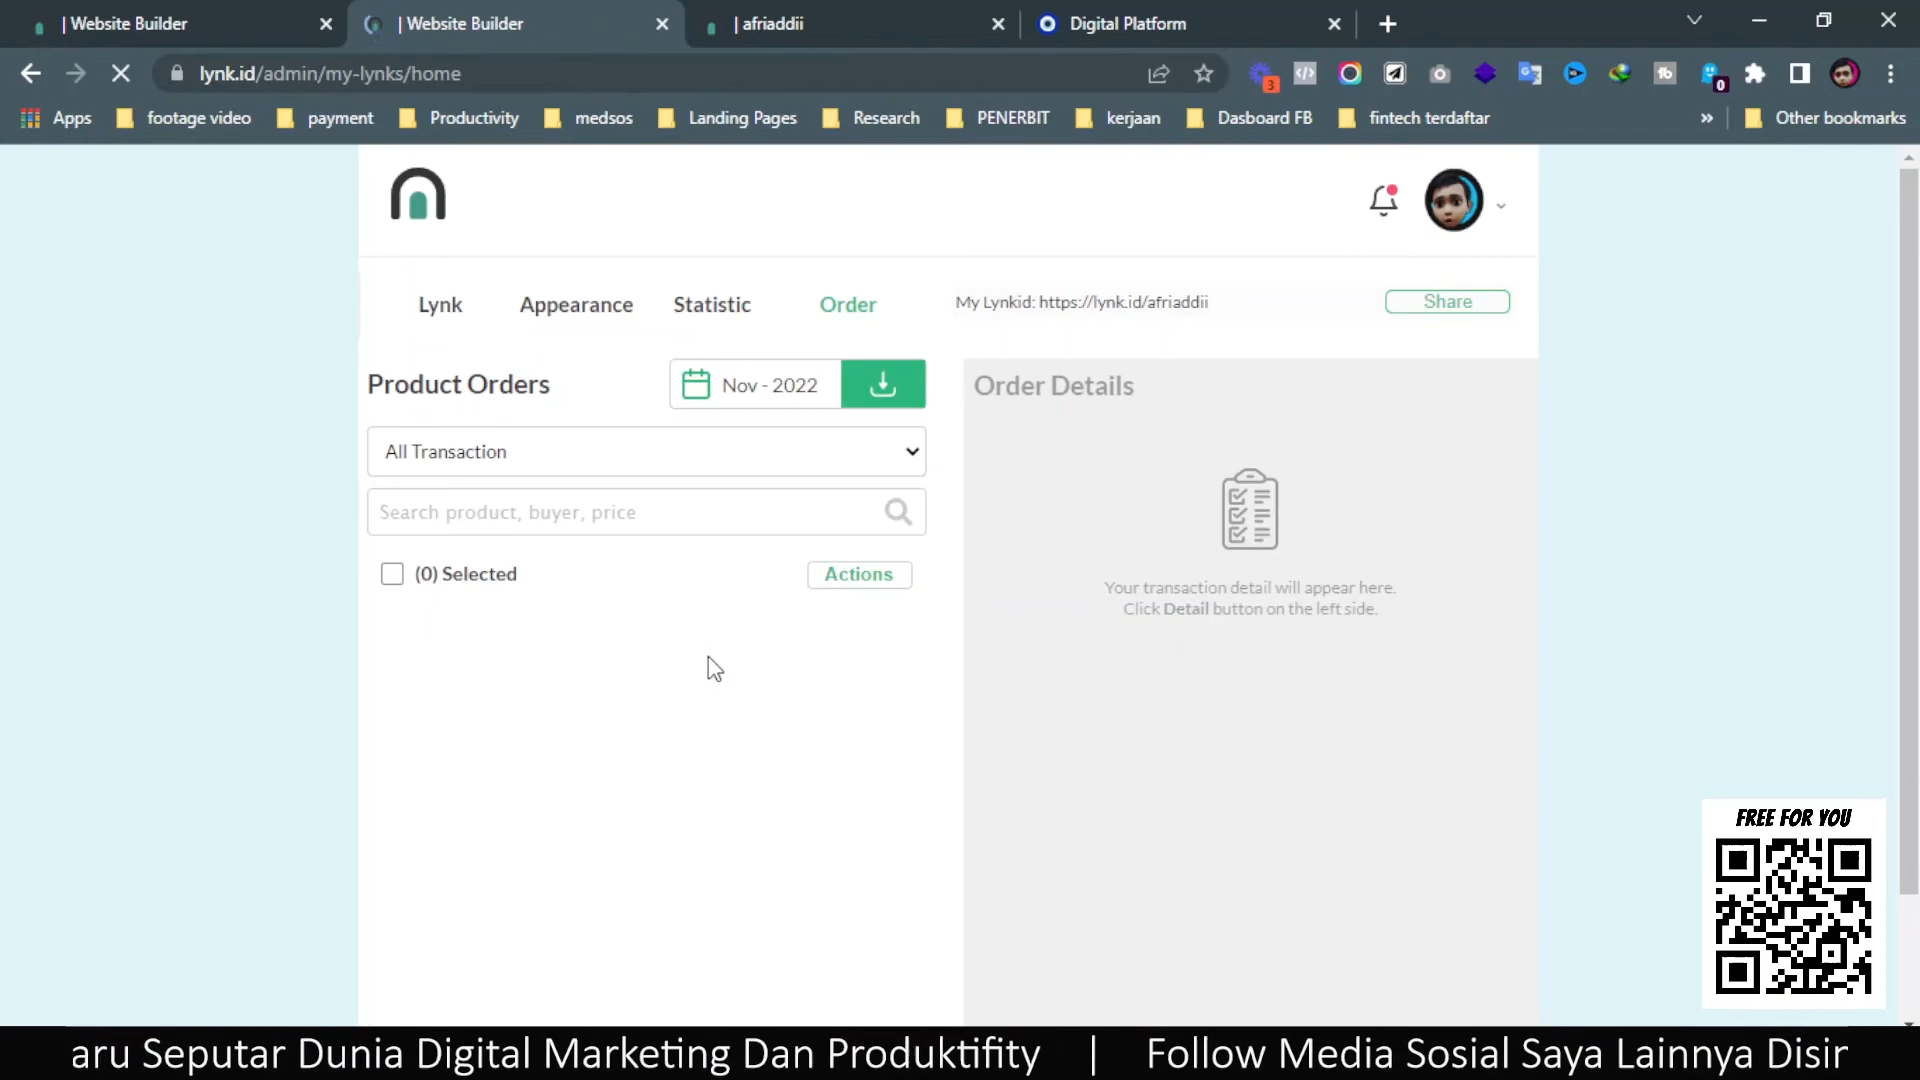 | Website Builder
| Website Builder
| afriaddii
Digital Platform
lynk.id/admin/my-lynks/home
3
0
Apps
footage video
payment
Productivity
medsos
Landing Pages
Research
PENERBIT
kerjaan
Dasboard FB
fintech terdaftar
»
Other bookmarks
Lynk
Appearance
Statistic
Order
My Lynkid: https://lynk.id/afriaddii
Share
Product Orders
Nov - 2022
Order Details
All Transaction
Search product, buyer, price
(0) Selected
Actions
Your transaction detail will appear here.
Click Detail button on the left side.
FREE FOR YOU
aru Seputar Dunia Digital Marketing Dan Produktifity | Follow Media Sosial Saya Lainnya Disir